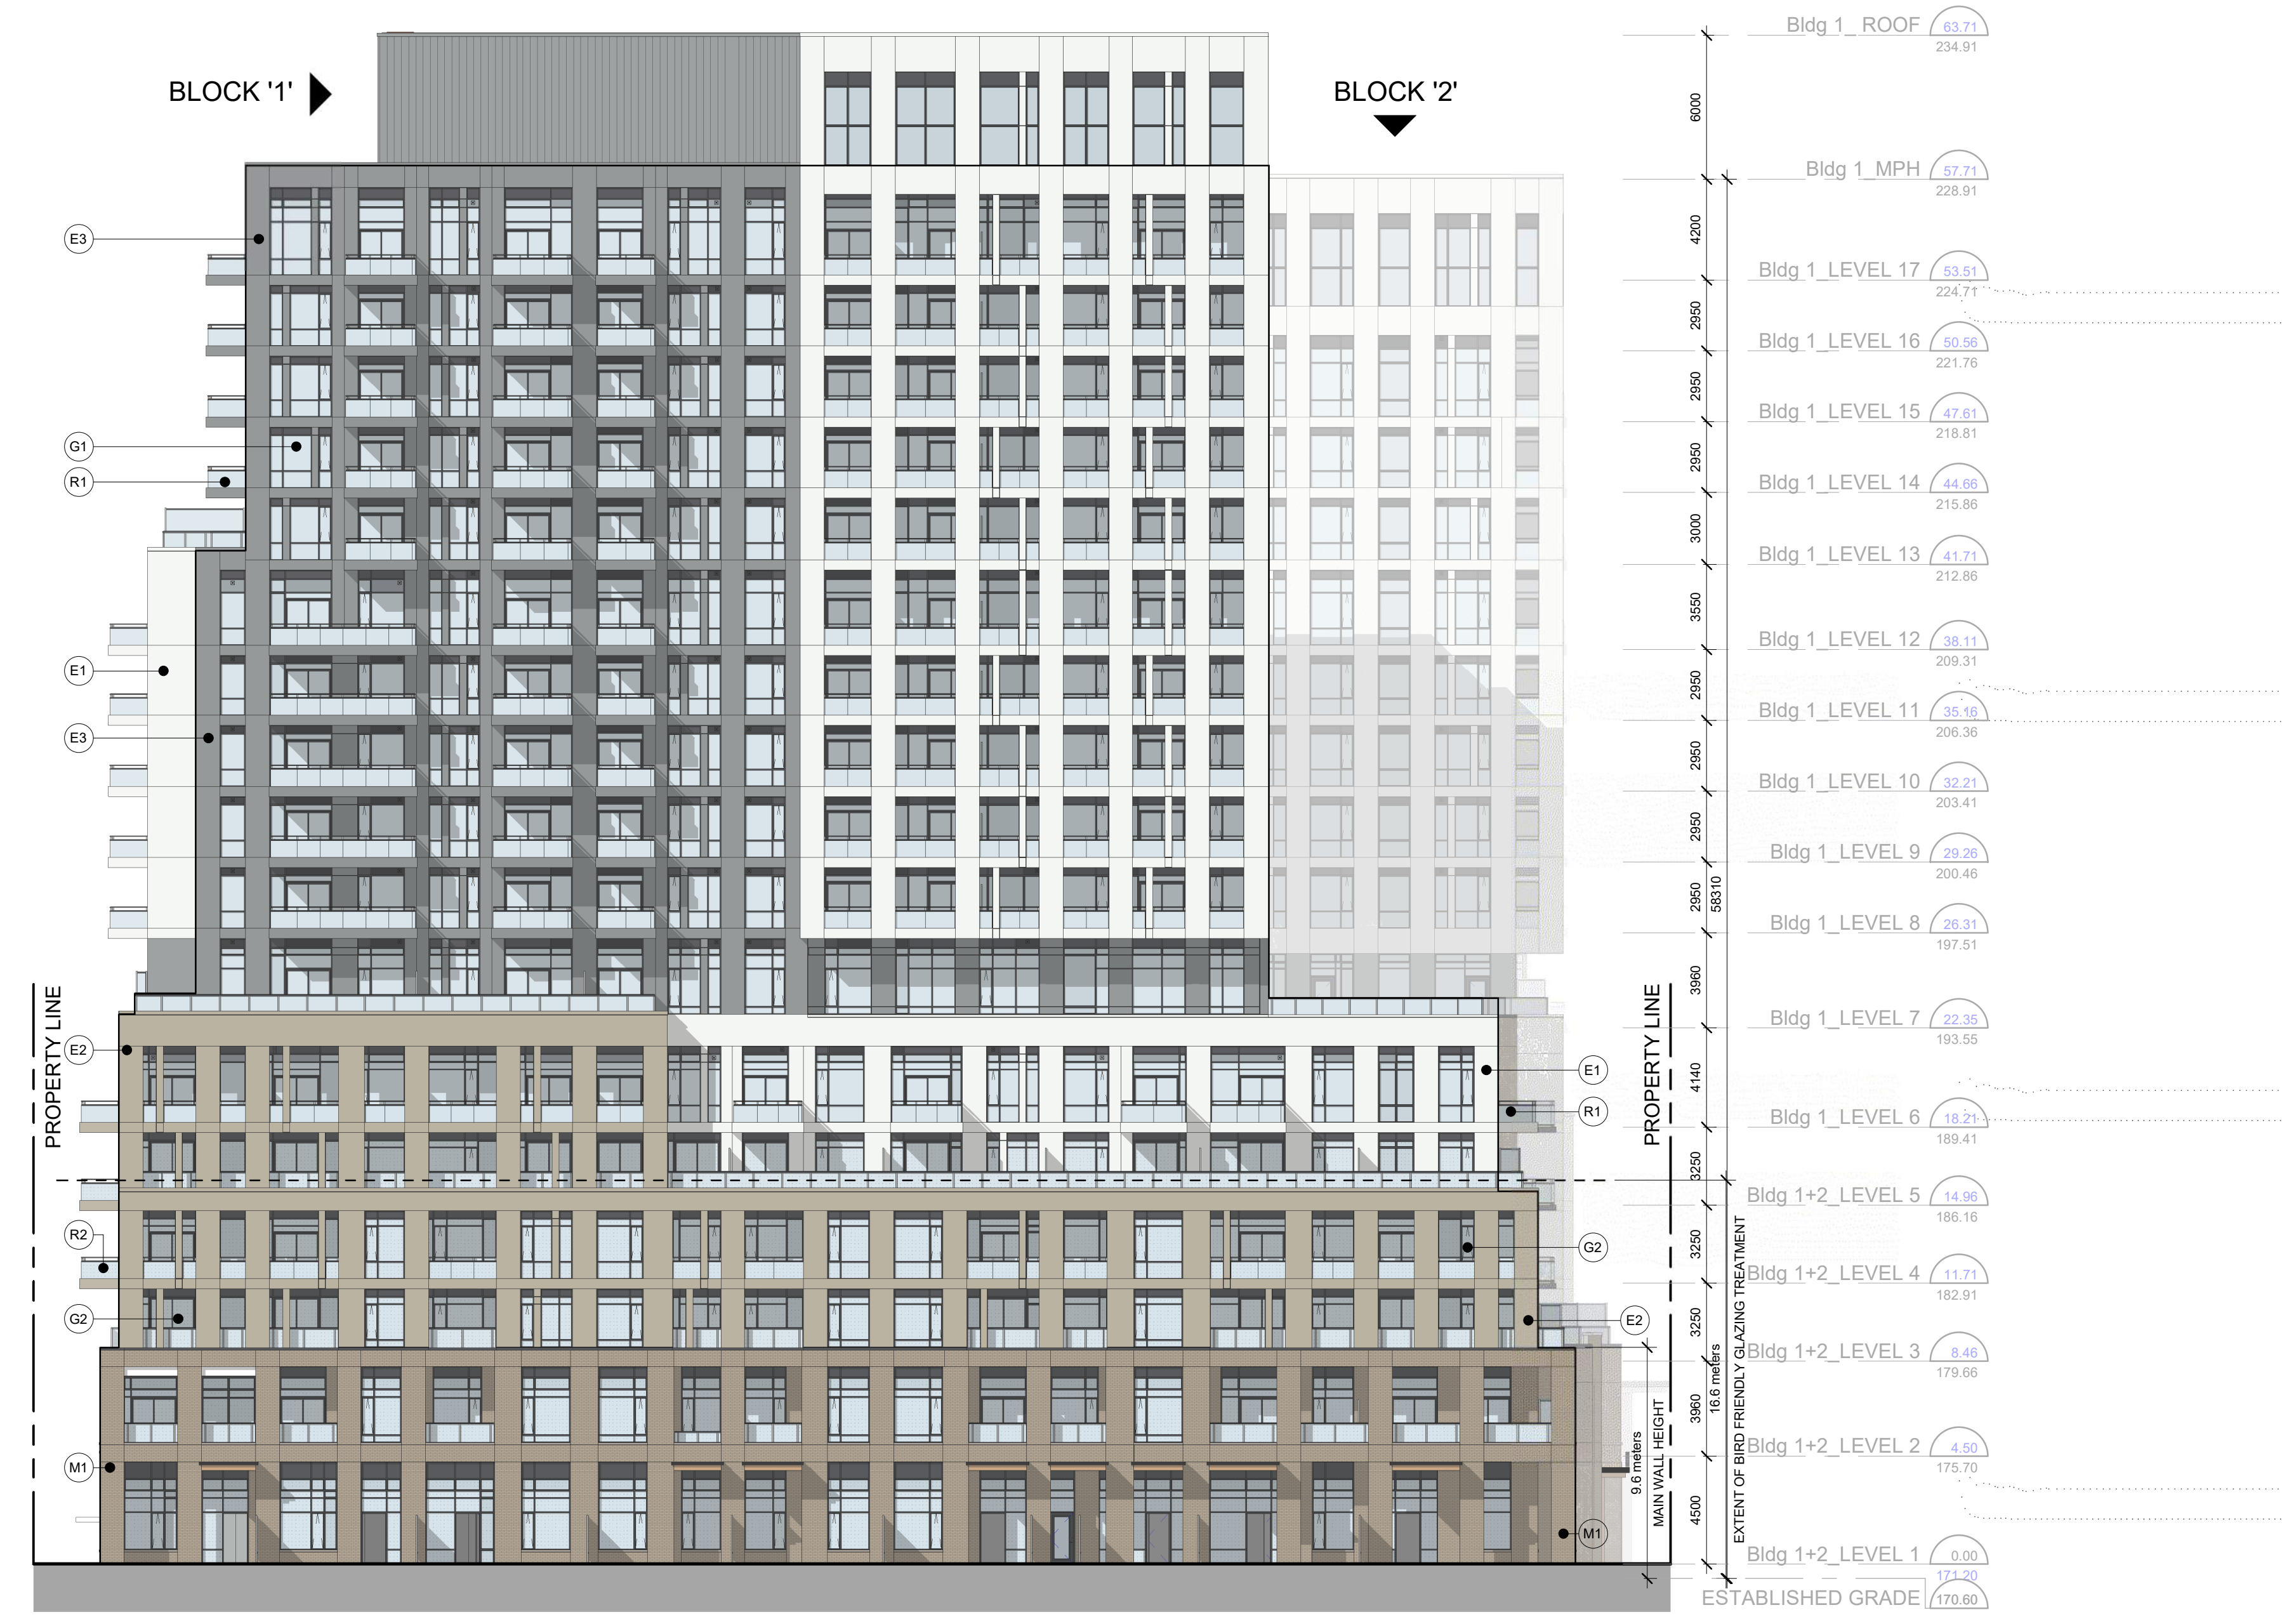 BLOCK '1'
BLOCK '2'
Bldg 1_ ROOF 63.71
234.91
6000
Bldg 1_MPH 57.71
228.91
4200
E3
Bldg 1_LEVEL 17 53.51
224.71
2950
Bldg 1_LEVEL 16 50.56
221.76
2950
Bldg 1_LEVEL 15 47.61
218.81
G1
2950
R1
Bldg 1_LEVEL 14 44.66
215.86
3000
Bldg 1_LEVEL 13 41.71
212.86
3550
Bldg 1_LEVEL 12 38.11
209.31
E1
2950
Bldg 1_LEVEL 11 35.16
206.36
E3
2950
Bldg 1_LEVEL 10 32.21
203.41
2950
Bldg 1_LEVEL 9 29.26
200.46
2950
58310
Bldg 1_LEVEL 8 26.31
197.51
3960
PROPERTY LINE
PROPERTY LINE
Bldg 1_LEVEL 7 22.35
193.55
E2
E1
4140
R1
Bldg 1_LEVEL 6 18.21
189.41
3250
Bldg 1+2_LEVEL 5 14.96
186.16
R2
G2
3250
Bldg 1+2_LEVEL 4 11.71
182.91
G2
E2
3250
Bldg 1+2_LEVEL 3 8.46
179.66
16.6 meters
EXTENT OF BIRD FRIENDLY GLAZING TREATMENT
3960
Bldg 1+2_LEVEL 2 4.50
175.70
M1
9.6 meters
MAIN WALL HEIGHT
4500
M1
Bldg 1+2_LEVEL 1 0.00
171.20
ESTABLISHED GRADE 170.60